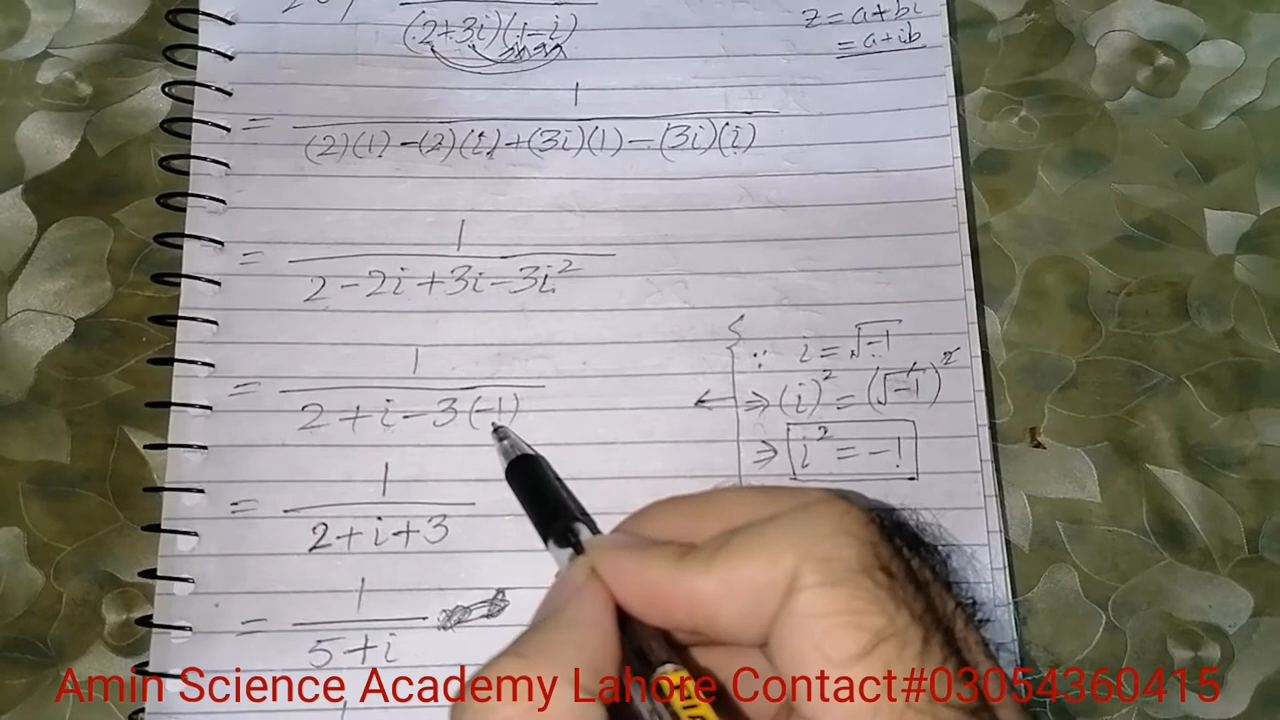 (2+3i)(1-i)
z=a+bi
=a+ib
1
= (2)(1)-(2)(i)+(3i)(1)-(3i)(i)
1
= 2-2i+3i-3i²
1
= 2+i-3(-1)
∵ i=√-1
⇒(i)²=(√-1)²
⇒ i²=-1
1
= 2+i+3
1
= 5+i
Amin Science Academy Lahore Contact#03054360415